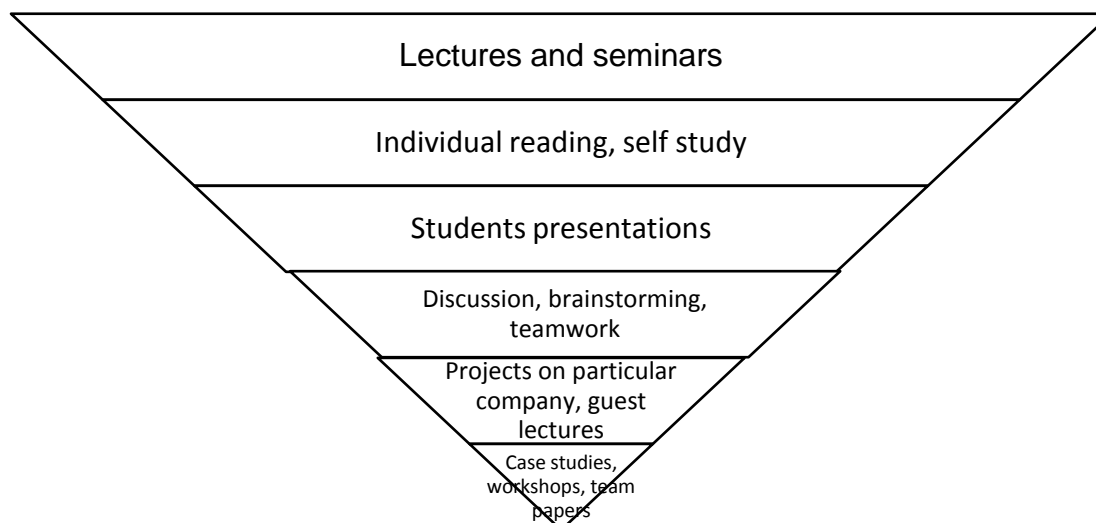 Lectures and seminars
Individual reading, self study
Students presentations
Discussion, brainstorming,
teamwork
Projects on particular
company, guest
lectures
Case studies,
workshops, team
papers